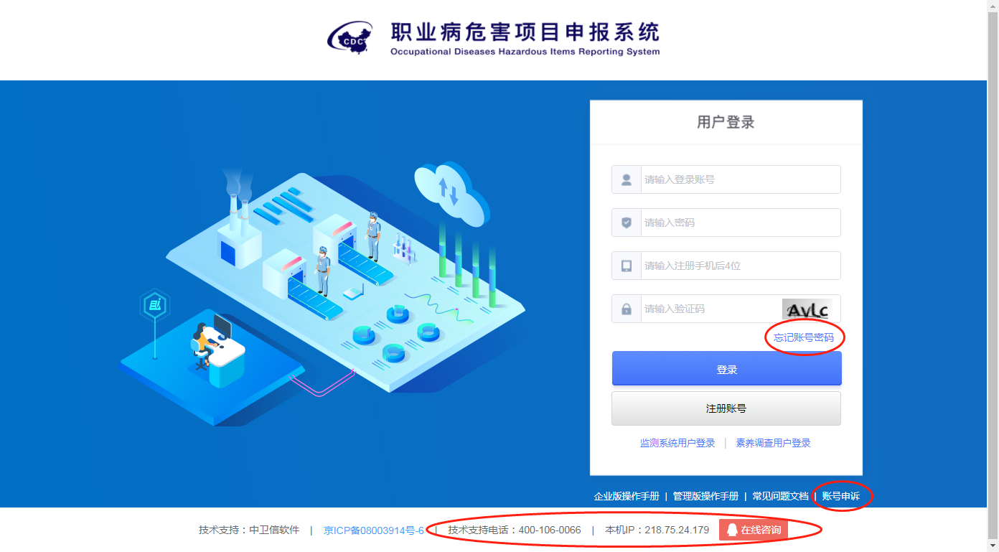 CDC
职业病危害项目申报系统
Occupational Diseases Hazardous Items Reporting System
用户登录
请输入登录账号
请输入密码
请输入注册手机后4位
请输入验证码 AvLc
忘记账号密码
登录
注册账号
监测系统用户登录 | 素养调查用户登录
企业版操作手册 | 管理版操作手册 | 常见问题文档 | 账号申诉
技术支持：中卫信软件 | 京ICP备08003914号-6 | 技术支持电话：400-106-0066 | 本机IP：218.75.24.179 在线咨询